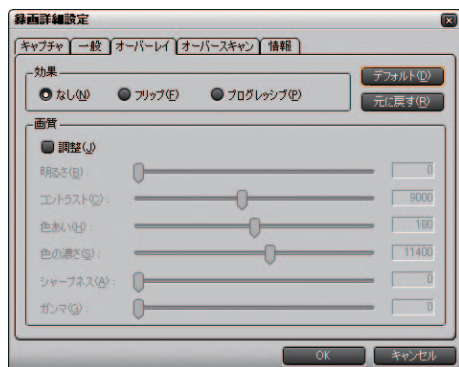 録画詳細設定
キャプチャ 一般 オーバーレイ オーバースキャン 情報
効果
なし(N) フリップ(F) プログレッシブ(P)
デフォルト(D)
元に戻す(R)
画質
調整(J)
明るさ(B): 0
コントラスト(C): 9000
色あい(H): 180
色の濃さ(S): 11400
シャープネス(A): 0
ガンマ(G): 0
OK キャンセル